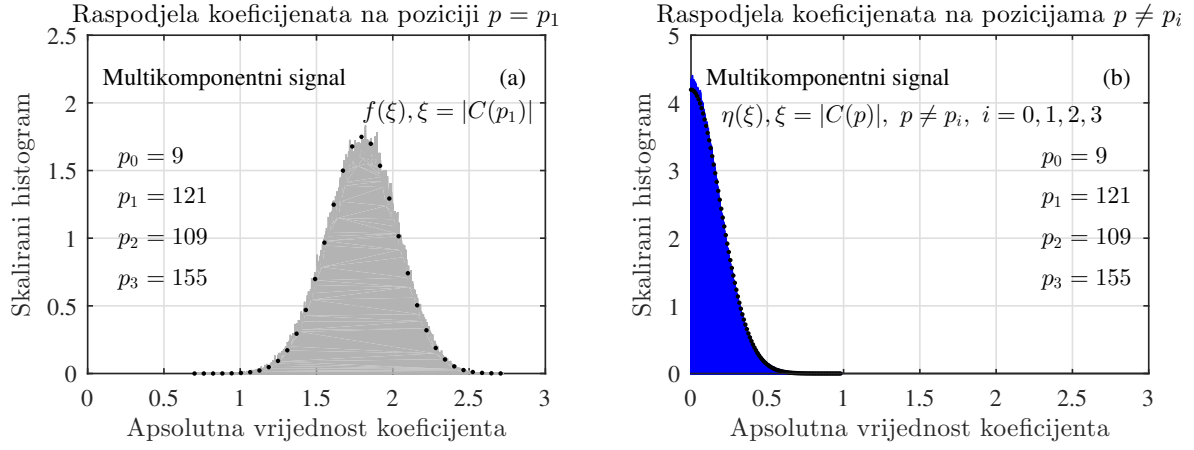 Raspodjela koeficijenata na poziciji p = p₁
2.5
2
1.5
1
0.5
0
Skalirani histogram
Multikomponentni signal (a)
f(ξ), ξ = |C(p₁)|
p₀ = 9
p₁ = 121
p₂ = 109
p₃ = 155
0 0.5 1 1.5 2 2.5 3
Apsolutna vrijednost koeficijenta
Raspodjela koeficijenata na pozicijama p ≠ pᵢ
5
4
3
2
1
0
Skalirani histogram
Multikomponentni signal (b)
η(ξ), ξ = |C(p)|, p ≠ pᵢ, i = 0, 1, 2, 3
p₀ = 9
p₁ = 121
p₂ = 109
p₃ = 155
0 0.5 1 1.5 2 2.5 3
Apsolutna vrijednost koeficijenta